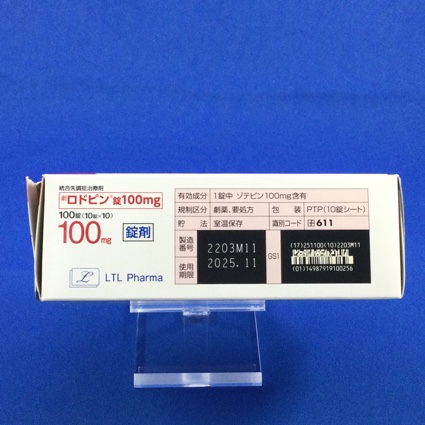 統合失調症治療剤
劇 ロドピン®錠100mg
100錠(10錠×10)
100mg 錠剤
LTL Pharma
有効成分 1錠中 ゾテピン100mg含有
規制区分 劇薬、要処方 包装 PTP(10錠シート)
貯法 室温保存 識別コード 611
製造番号 2203M11
使用期限 2025.11
GS1
(17)251100(10)2203M11
(01)14987919100256